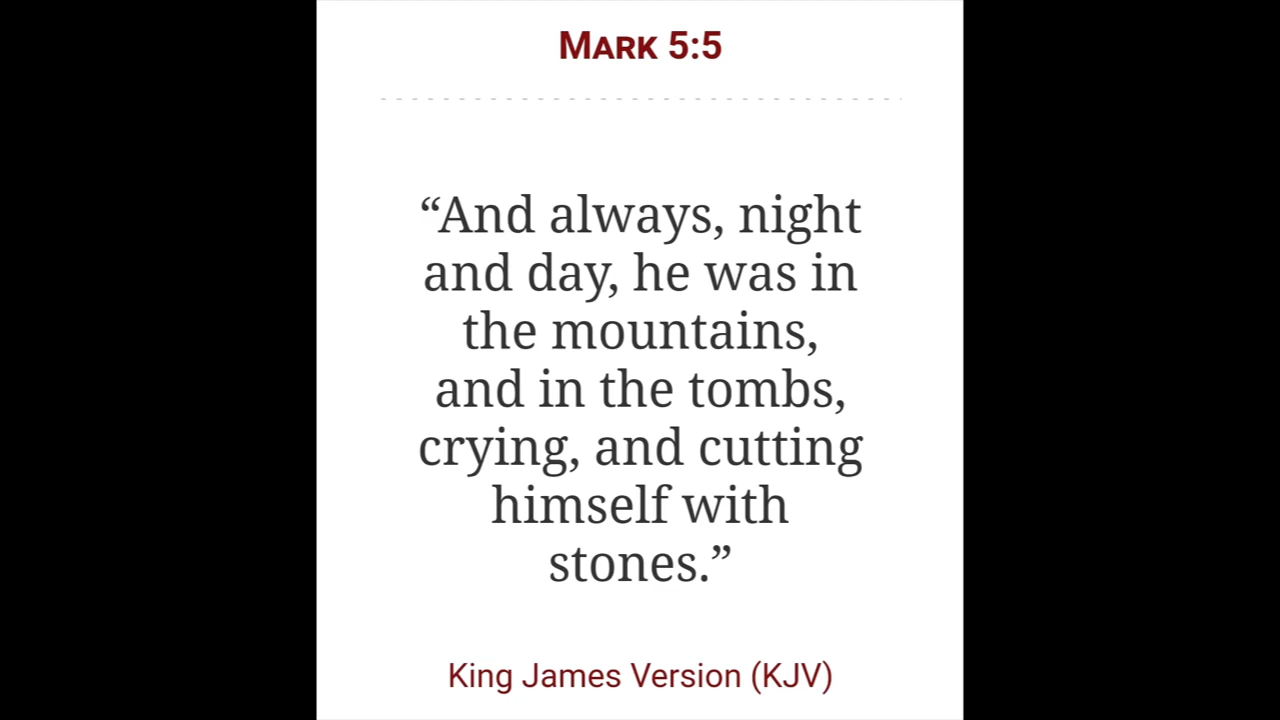 Mark 5:5
“And always, night
and day, he was in
the mountains,
and in the tombs,
crying, and cutting
himself with
stones.”
King James Version (KJV)